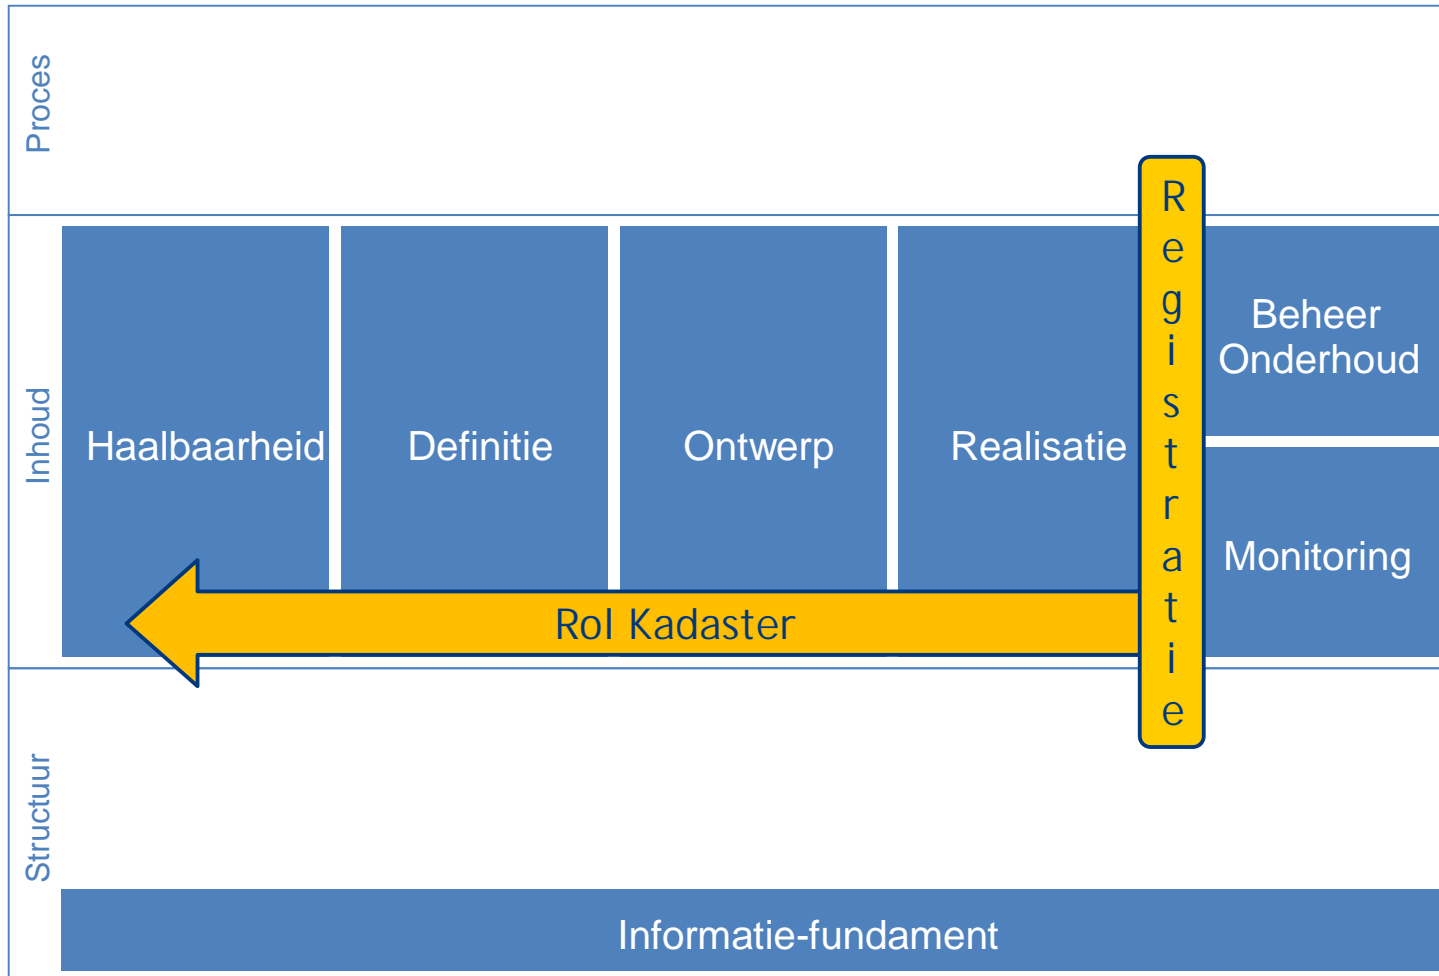 Proces
Inhoud
Haalbaarheid
Definitie
Ontwerp
Realisatie
Registratie
Beheer
Onderhoud
Monitoring
Rol Kadaster
Structuur
Informatie-fundament